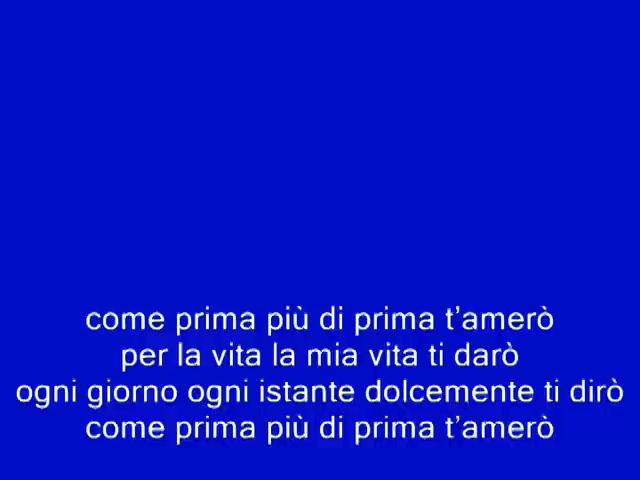 come prima più di prima t’amerò
per la vita la mia vita ti darò
ogni giorno ogni istante dolcemente ti dirò
come prima più di prima t’amerò